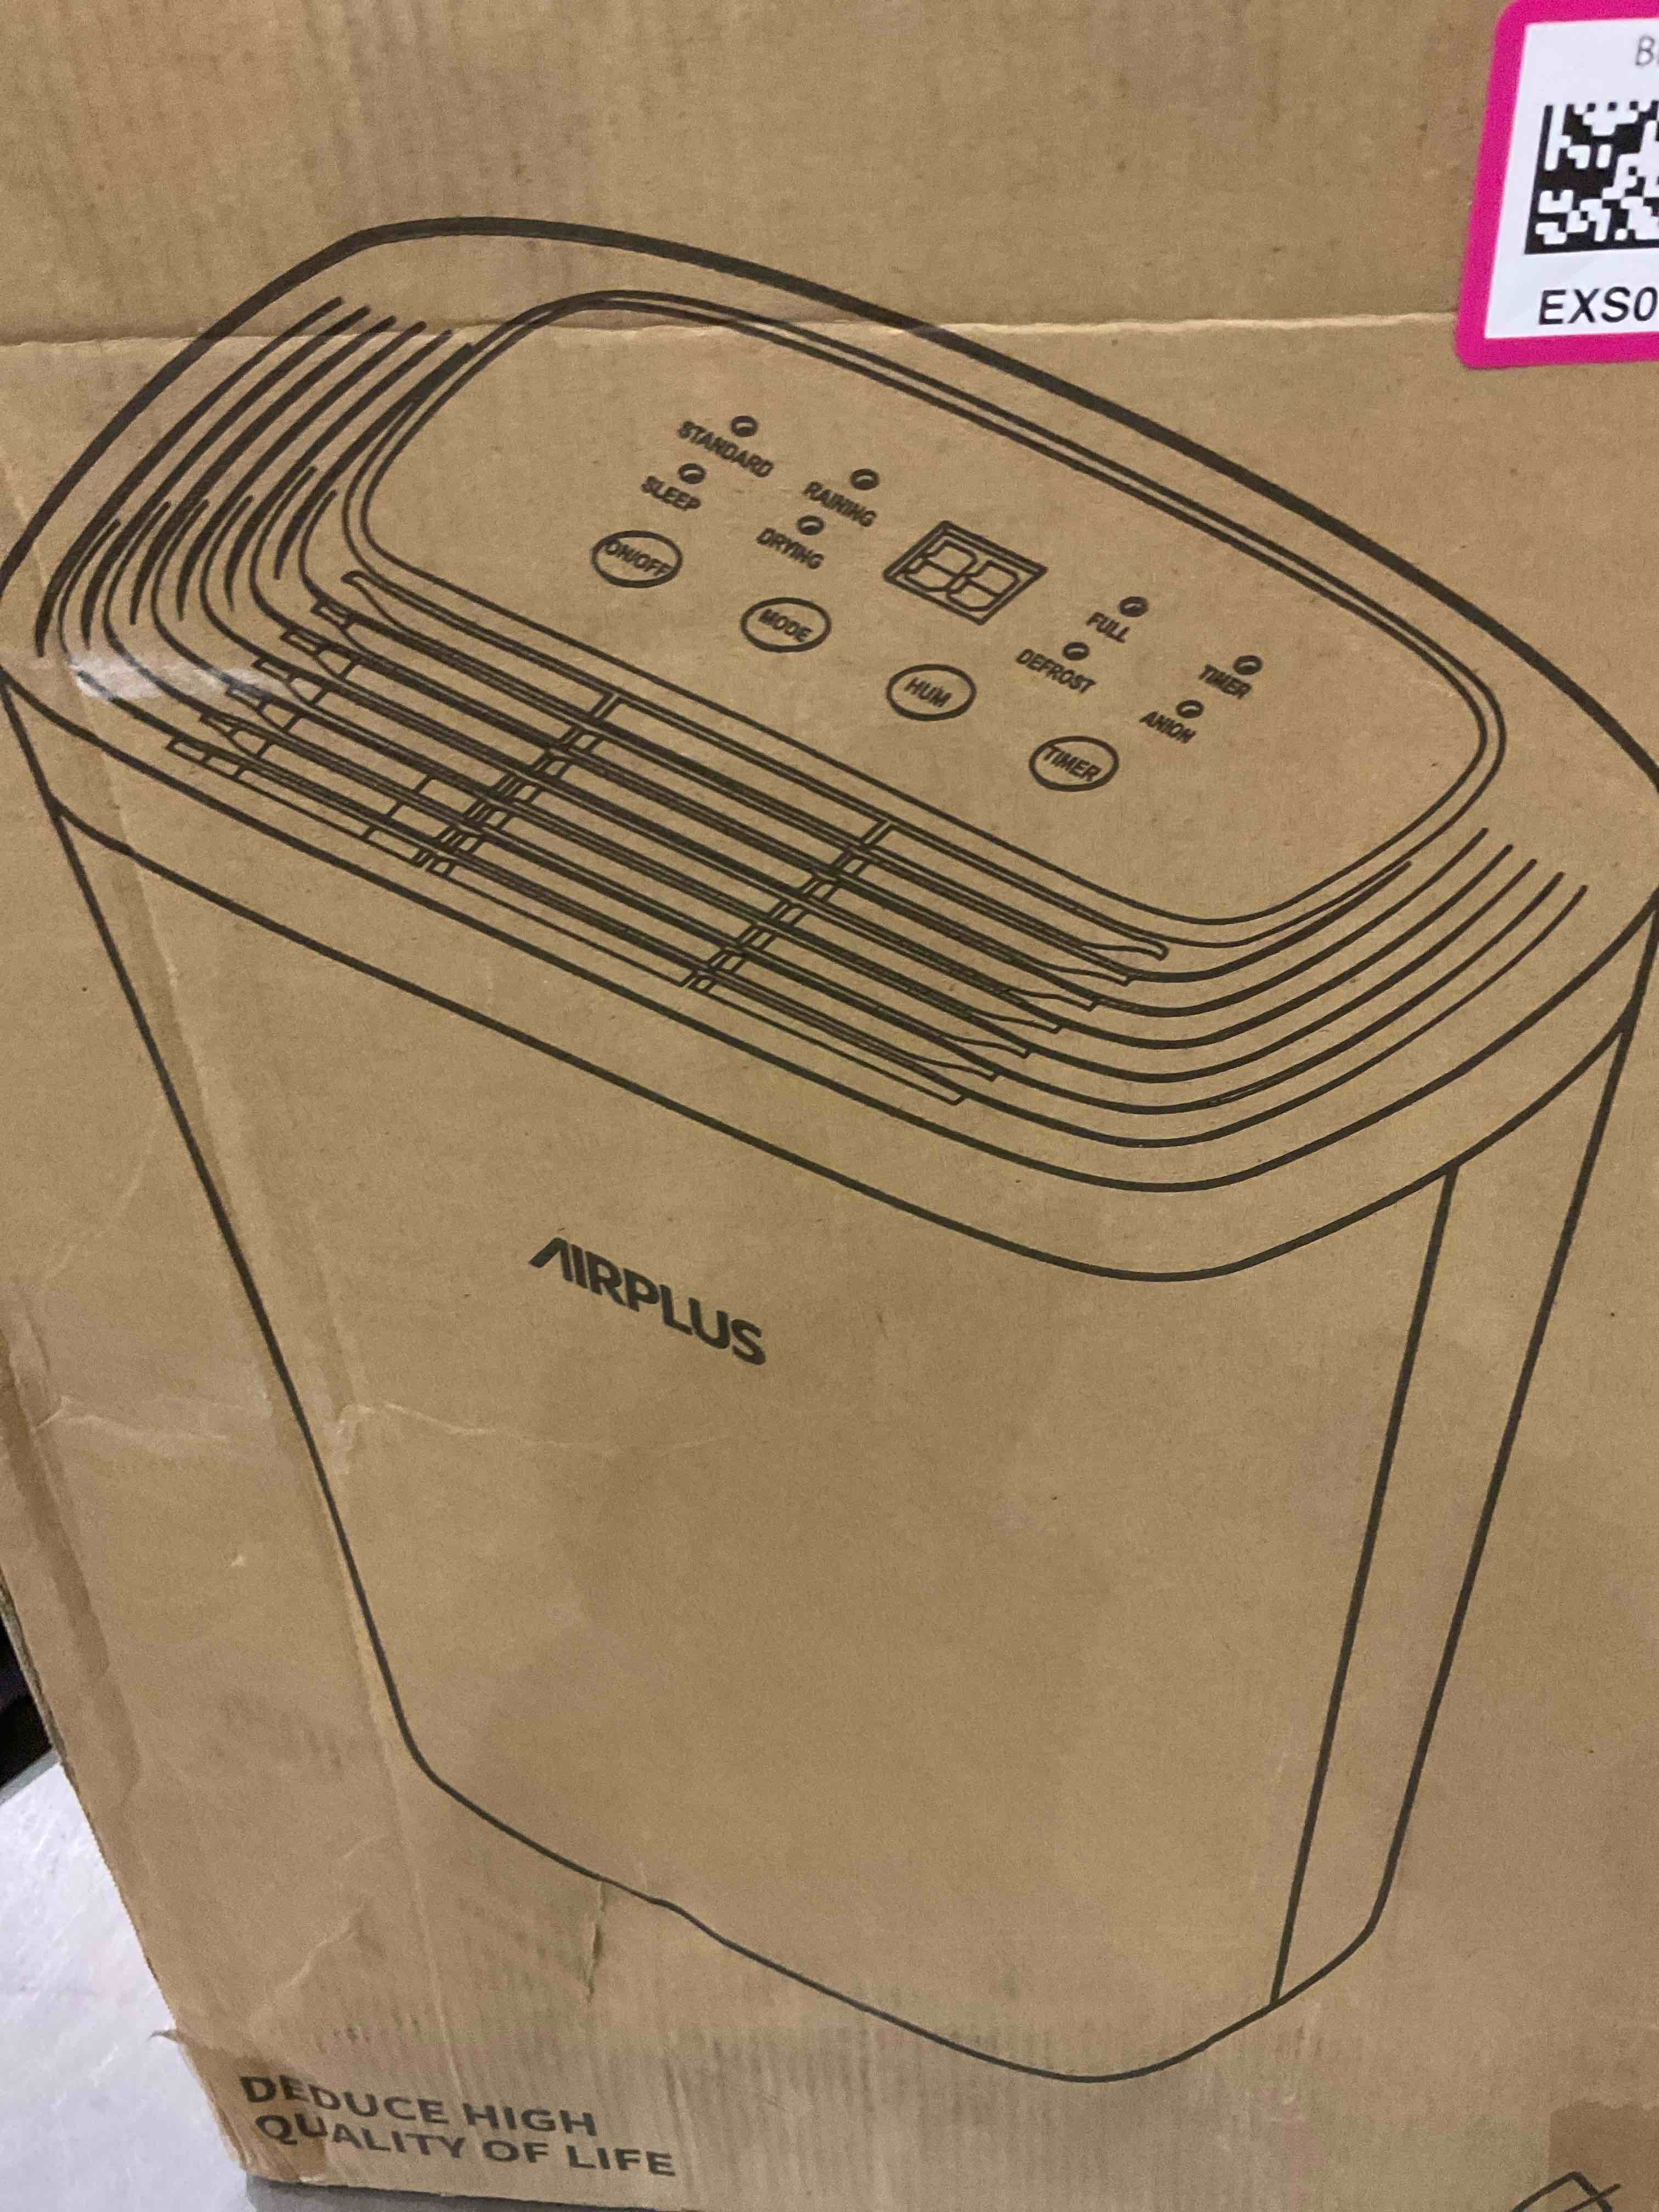 EXS0
STANDARD
RAINING
SLEEP
DRYING
ON/OFF
MODE
HUM
TIMER
FULL
DEFROST
TIMER
ANION
AIRPLUS
DEDUCE HIGH
QUALITY OF LIFE